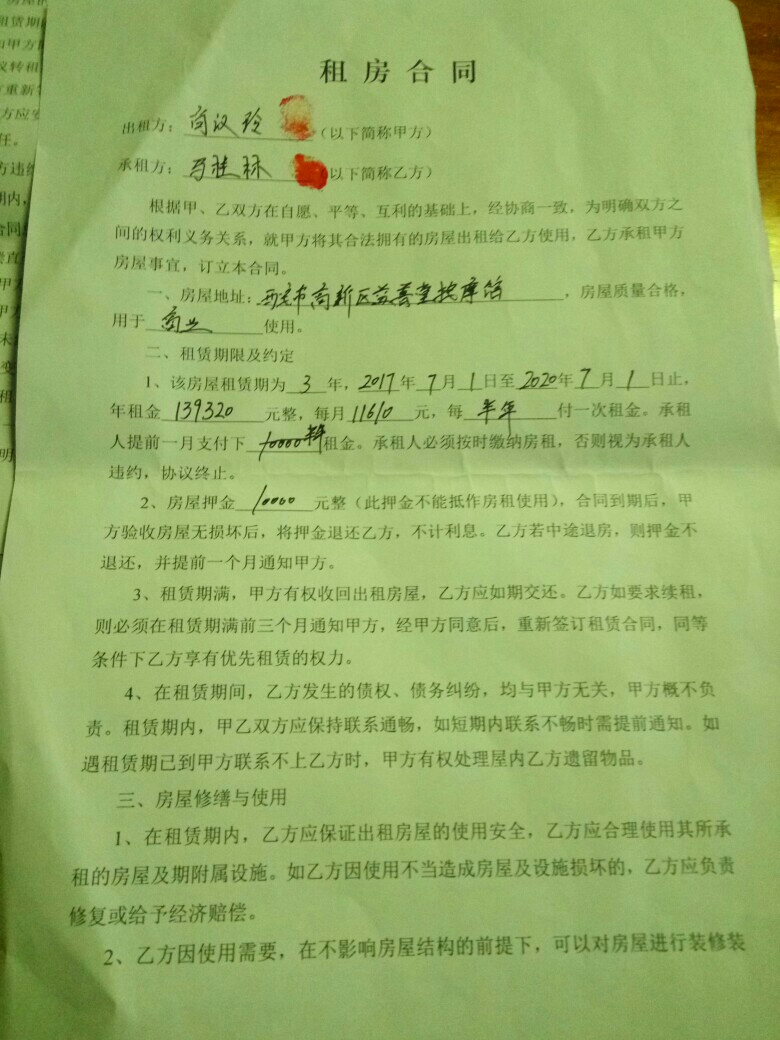 租房合同
出租方：商汉玲（以下简称甲方）
承租方：马桂林（以下简称乙方）
根据甲、乙双方在自愿、平等、互利的基础上，经协商一致，为明确双方之
间的权利义务关系，就甲方将其合法拥有的房屋出租给乙方使用，乙方承租甲方
房屋事宜，订立本合同。
一、房屋地址：西安市高新区益善堂按摩馆，房屋质量合格，
用于商业使用。
二、租赁期限及约定
1、该房屋租赁期为3年，2017年7月1日至2020年7月1日止，
年租金139320元整，每月11610元，每半年付一次租金。承租
人提前一月支付下半年租金。承租人必须按时缴纳房租，否则视为承租人
违约，协议终止。
2、房屋押金10000元整（此押金不能抵作房租使用），合同到期后，甲
方验收房屋无损坏后，将押金退还乙方，不计利息。乙方若中途退房，则押金不
退还，并提前一个月通知甲方。
3、租赁期满，甲方有权收回出租房屋，乙方应如期交还。乙方如要求续租，
则必须在租赁期满前三个月通知甲方，经甲方同意后，重新签订租赁合同，同等
条件下乙方享有优先租赁的权力。
4、在租赁期间，乙方发生的债权、债务纠纷，均与甲方无关，甲方概不负
责。租赁期内，甲乙双方应保持联系通畅，如短期内联系不畅时需提前通知。如
遇租赁期已到甲方联系不上乙方时，甲方有权处理屋内乙方遗留物品。
三、房屋修缮与使用
1、在租赁期内，乙方应保证出租房屋的使用安全，乙方应合理使用其所承
租的房屋及期附属设施。如乙方因使用不当造成房屋及设施损坏的，乙方应负责
修复或给予经济赔偿。
2、乙方因使用需要，在不影响房屋结构的前提下，可以对房屋进行装修装